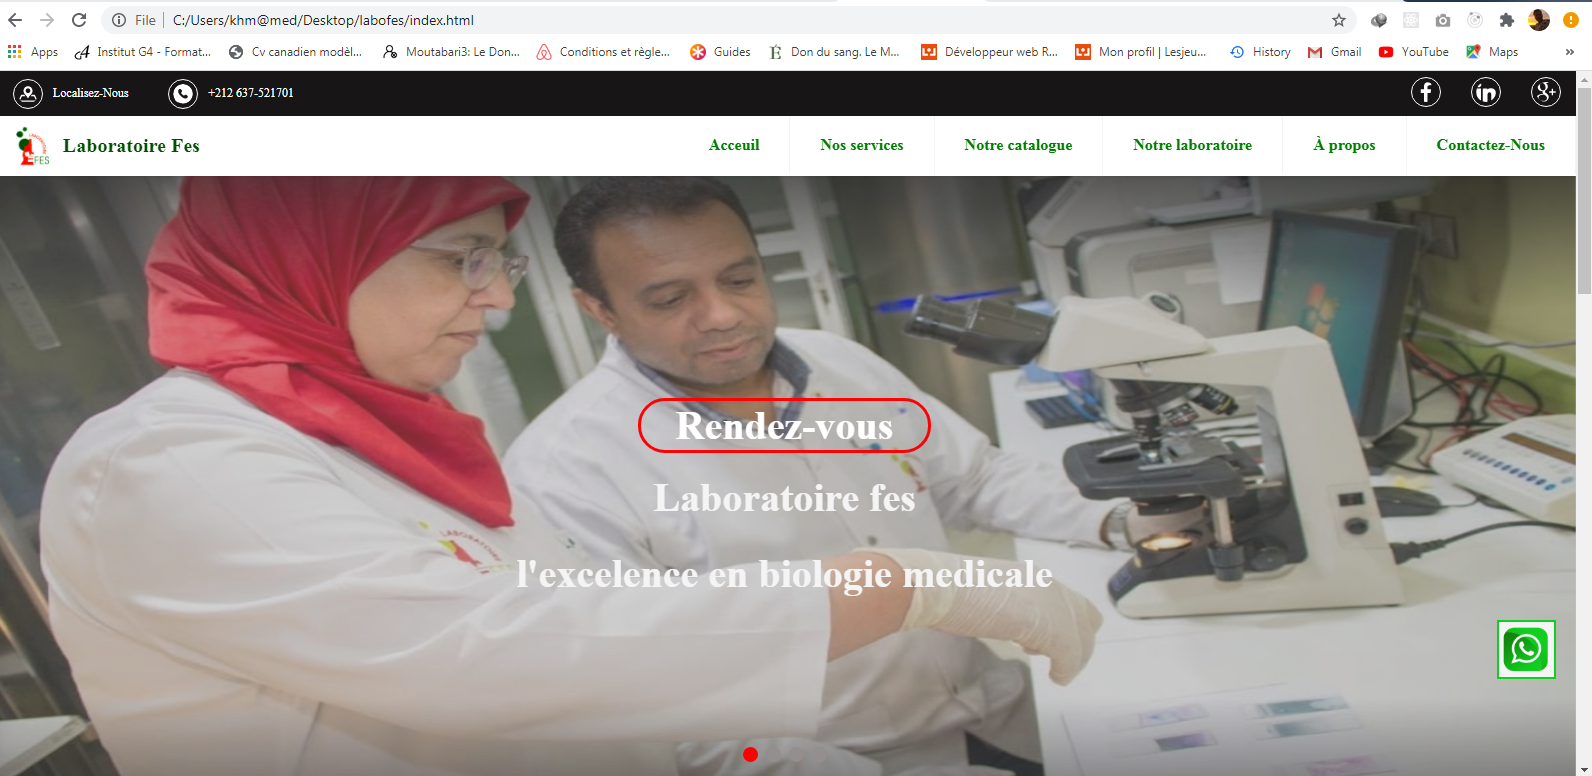 File | C:/Users/khm@med/Desktop/labofes/index.html
Apps Institut G4 - Format... Cv canadien modèl... Moutabari3: Le Don... Conditions et règle... Guides Don du sang. Le M... Développeur web R... Mon profil | Lesjeu... History Gmail YouTube Maps »
Localisez-Nous +212 637-521701
FES Laboratoire Fes Acceuil Nos services Notre catalogue Notre laboratoire À propos Contactez-Nous
Rendez-vous
Laboratoire fes
l'excelence en biologie medicale